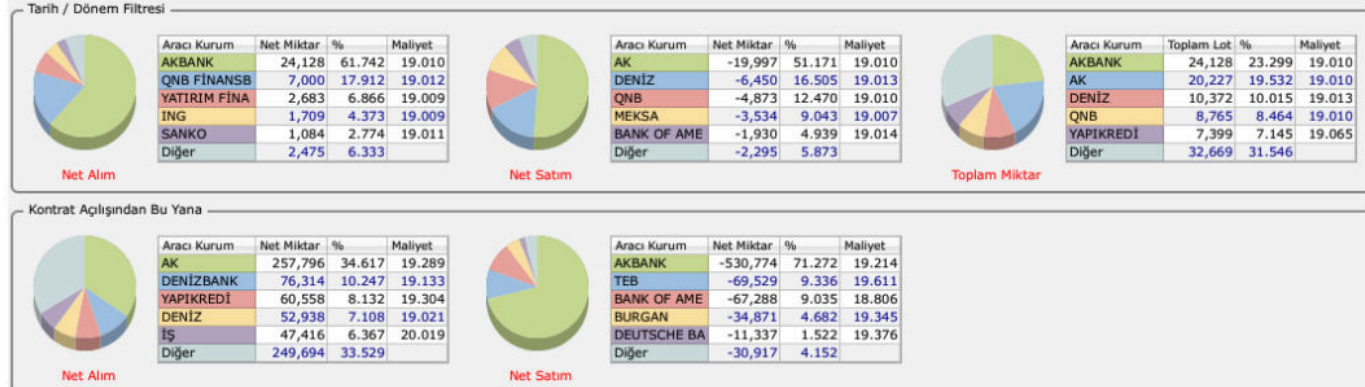 Tarih / Dönem Filtresi
Aracı Kurum Net Miktar % Maliyet
AKBANK 24,128 61.742 19.010
QNB FİNANSB 7,000 17.912 19.012
YATIRIM FİNA 2,683 6.866 19.009
ING 1,709 4.373 19.009
SANKO 1,084 2.774 19.011
Diğer 2,475 6.333
Net Alım
Aracı Kurum Net Miktar % Maliyet
AK -19,997 51.171 19.010
DENİZ -6,450 16.505 19.013
QNB -4,873 12.470 19.010
MEKSA -3,534 9.043 19.007
BANK OF AME -1,930 4.939 19.014
Diğer -2,295 5.873
Net Satım
Aracı Kurum Toplam Lot % Maliyet
AKBANK 24,128 23.299 19.010
AK 20,227 19.532 19.010
DENİZ 10,372 10.015 19.013
QNB 8,765 8.464 19.010
YAPIKREDİ 7,399 7.145 19.065
Diğer 32,669 31.546
Toplam Miktar
Kontrat Açılışından Bu Yana
Aracı Kurum Net Miktar % Maliyet
AK 257,796 34.617 19.289
DENİZBANK 76,314 10.247 19.133
YAPIKREDİ 60,558 8.132 19.304
DENİZ 52,938 7.108 19.021
İŞ 47,416 6.367 20.019
Diğer 249,694 33.529
Net Alım
Aracı Kurum Net Miktar % Maliyet
AKBANK -530,774 71.272 19.214
TEB -69,529 9.336 19.611
BANK OF AME -67,288 9.035 18.806
BURGAN -34,871 4.682 19.345
DEUTSCHE BA -11,337 1.522 19.376
Diğer -30,917 4.152
Net Satım